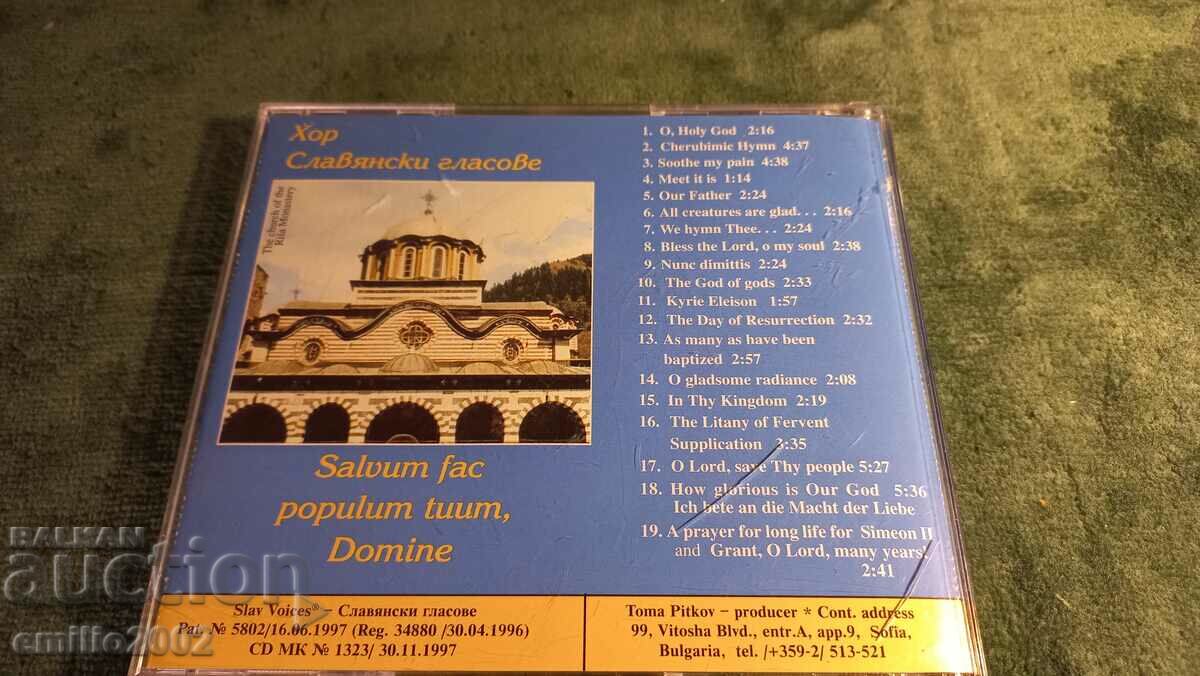 Хор
Славянски гласове
The church of the
Rila Monastery
Salvum fac
populum tuum,
Domine
1. O, Holy God 2:16
2. Cherubimic Hymn 4:37
3. Soothe my pain 4:38
4. Meet it is 1:14
5. Our Father 2:24
6. All creatures are glad. . . 2:16
7. We hymn Thee. . . 2:24
8. Bless the Lord, o my soul 2:38
9. Nunc dimittis 2:24
10. The God of gods 2:33
11. Kyrie Eleison 1:57
12. The Day of Resurrection 2:32
13. As many as have been
baptized 2:57
14. O gladsome radiance 2:08
15. In Thy Kingdom 2:19
16. The Litany of Fervent
Supplication 3:35
17. O Lord, save Thy people 5:27
18. How glorious is Our God 5:36
Ich bete an die Macht der Liebe
19. A prayer for long life for Simeon II
and Grant, O Lord, many years!
2:41
Slav Voices® – Славянски гласове
Pat. № 5802/16.06.1997 (Reg. 34880 /30.04.1996)
CD МК № 1323/ 30.11.1997
Toma Pitkov – producer * Cont. address
99, Vitosha Blvd., entr.A, app.9, Sofia,
Bulgaria, tel. /+359-2/ 513-521
BALKAN
auction
emilio2002